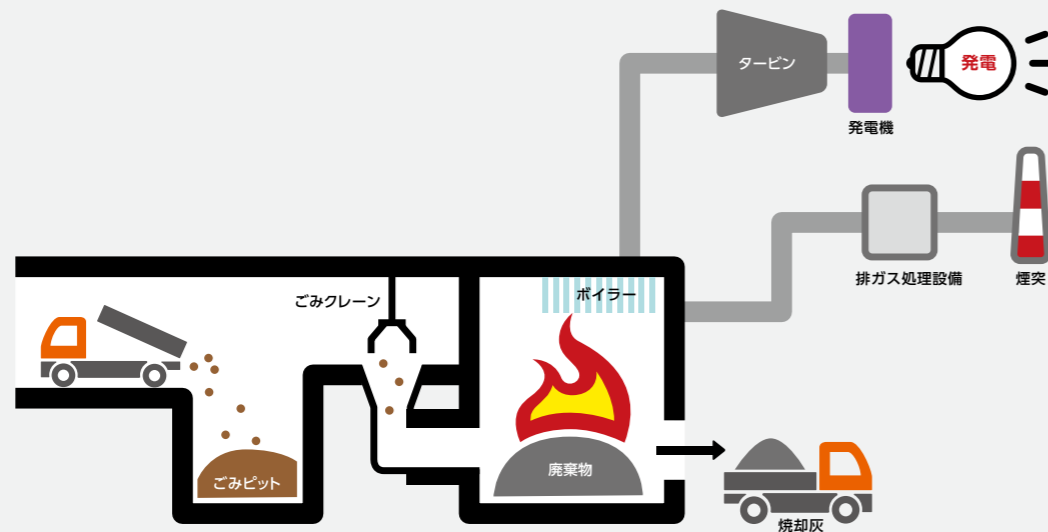 タービン
発電
発電機
排ガス処理設備
煙突
ごみクレーン
ボイラー
ごみピット
廃棄物
焼却灰